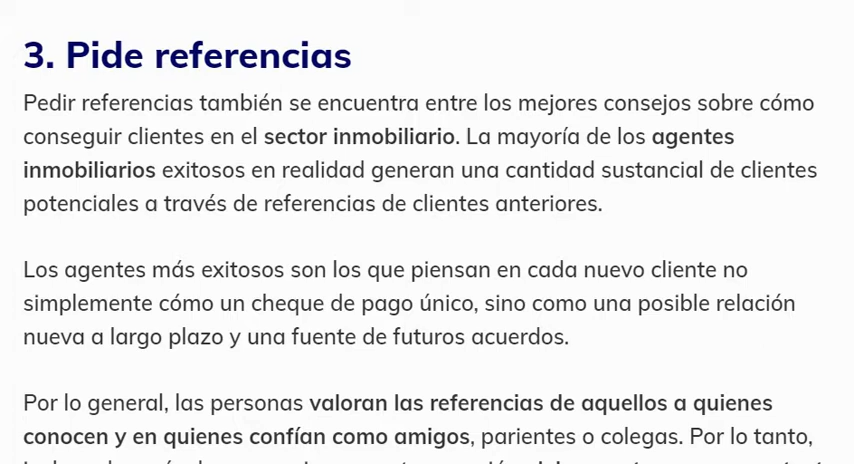 3. Pide referencias
Pedir referencias también se encuentra entre los mejores consejos sobre cómo
conseguir clientes en el sector inmobiliario. La mayoría de los agentes
inmobiliarios exitosos en realidad generan una cantidad sustancial de clientes
potenciales a través de referencias de clientes anteriores.
Los agentes más exitosos son los que piensan en cada nuevo cliente no
simplemente cómo un cheque de pago único, sino como una posible relación
nueva a largo plazo y una fuente de futuros acuerdos.
Por lo general, las personas valoran las referencias de aquellos a quienes
conocen y en quienes confían como amigos, parientes o colegas. Por lo tanto,